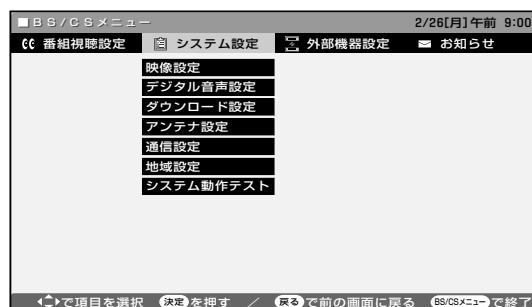 ■BS/CSメニュー 2/26[月]午前 9:00
番組視聴設定 システム設定 外部機器設定 お知らせ
映像設定
デジタル音声設定
ダウンロード設定
アンテナ設定
通信設定
地域設定
システム動作テスト
で項目を選択 決定を押す / 戻るで前の画面に戻る BS/CSメニューで終了